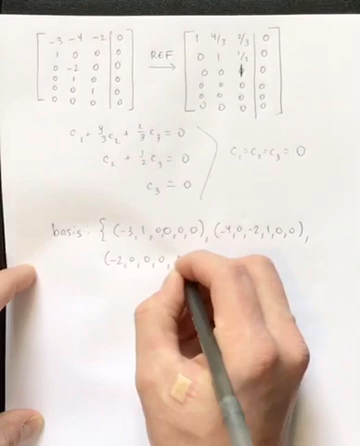 -3 -4 -2 0 REF 1 4/3 2/3 0
1 0 0 0 0 1 1/2 0
0 -2 0 0 0 0 1 0
0 1 0 0 0 0 0 0
0 0 1 0 0 0 0 0
0 0 0 0 0 0 0 0
c₁ + 4/3 c₂ + 2/3 c₃ = 0
c₂ + 1/2 c₃ = 0 c₁ = c₂ = c₃ = 0
c₃ = 0
basis: { (-3, 1, 0, 0, 0, 0), (-4, 0, -2, 1, 0, 0),
(-2, 0, 0, 0,